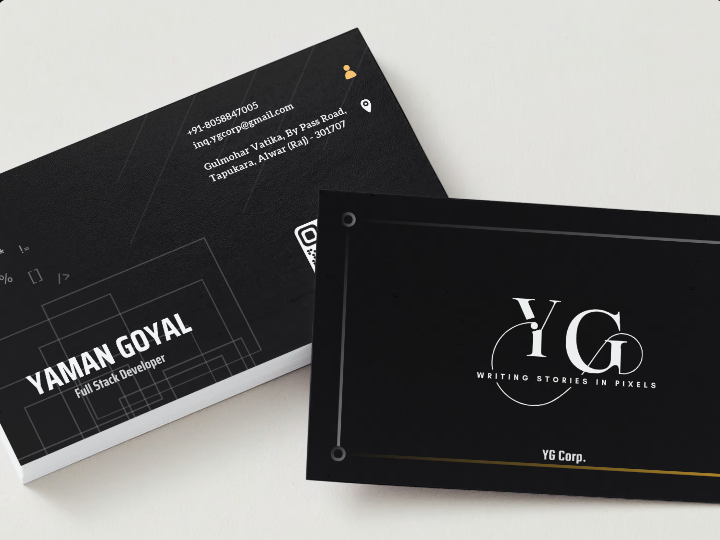 +91-8058847005
inq.ygcorp@gmail.com
Gulmohar Vatika, By Pass Road,
Tapukara, Alwar (Raj) - 301707
* !=
% [] />
YAMAN GOYAL
Full Stack Developer
YG
WRITING STORIES IN PIXELS
YG Corp.